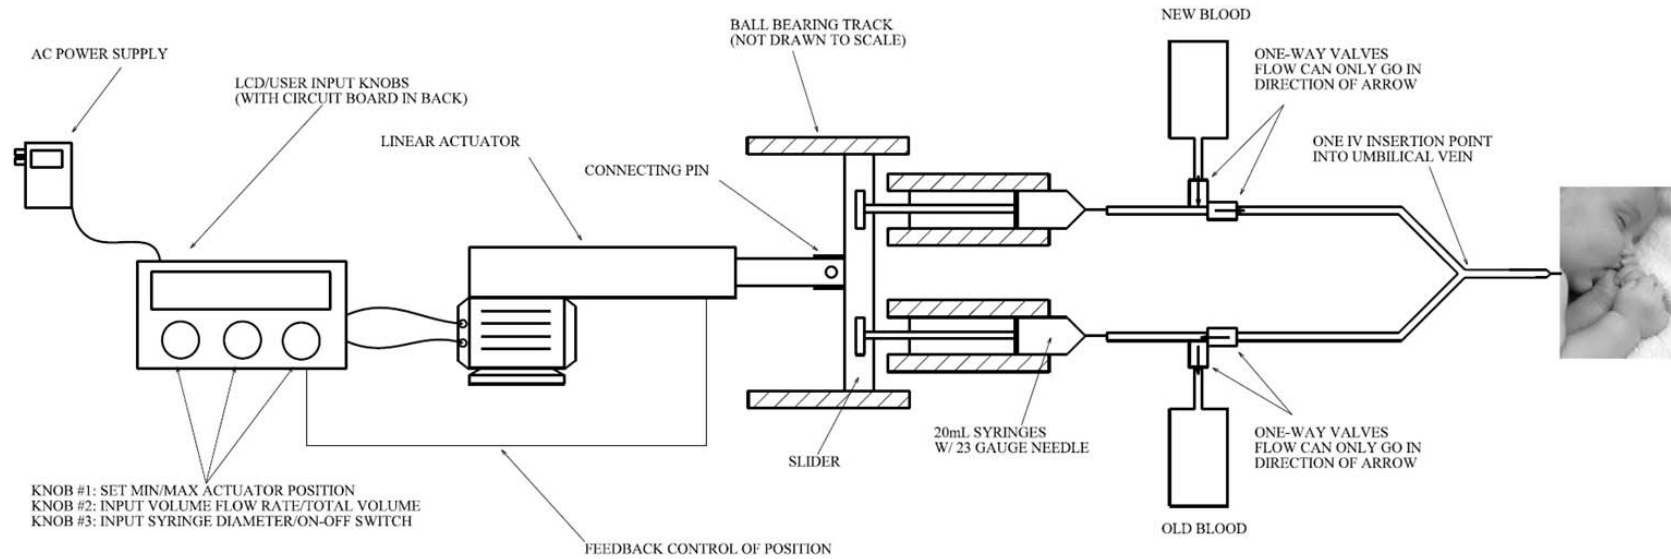 NEW BLOOD
BALL BEARING TRACK
(NOT DRAWN TO SCALE)
AC POWER SUPPLY
ONE-WAY VALVES
FLOW CAN ONLY GO IN
DIRECTION OF ARROW
LCD/USER INPUT KNOBS
(WITH CIRCUIT BOARD IN BACK)
LINEAR ACTUATOR
ONE IV INSERTION POINT
INTO UMBILICAL VEIN
CONNECTING PIN
20mL SYRINGES
W/ 23 GAUGE NEEDLE
ONE-WAY VALVES
FLOW CAN ONLY GO IN
DIRECTION OF ARROW
SLIDER
KNOB #1: SET MIN/MAX ACTUATOR POSITION
KNOB #2: INPUT VOLUME FLOW RATE/TOTAL VOLUME
KNOB #3: INPUT SYRINGE DIAMETER/ON-OFF SWITCH
OLD BLOOD
FEEDBACK CONTROL OF POSITION